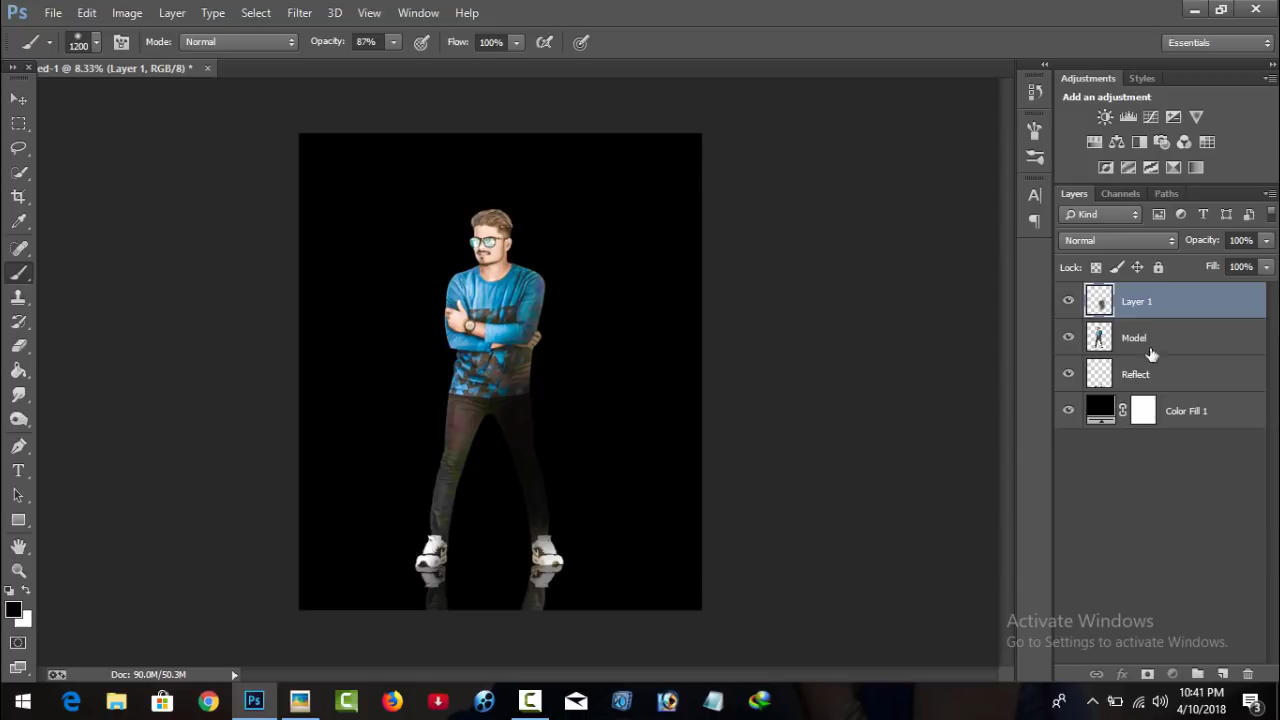 Ps File Edit Image Layer Type Select Filter 3D View Window Help
1200 Mode: Normal Opacity: 87% Flow: 100% Essentials
ed-1 @ 8.33% (Layer 1, RGB/8) * ×
Adjustments Styles
Add an adjustment
Layers Channels Paths
Kind
Normal Opacity: 100%
Lock: Fill: 100%
Layer 1
Model
Reflect
Color Fill 1
Activate Windows
Go to Settings to activate Windows.
Doc: 90.0M/50.3M
10:41 PM
4/10/2018
3